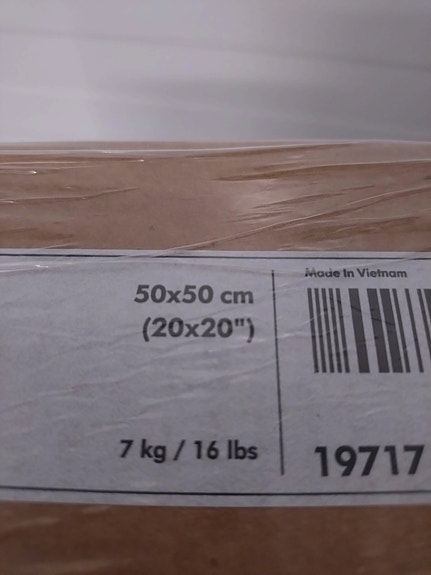 50x50 cm
(20x20")
7 kg / 16 lbs
Made In Vietnam
19717